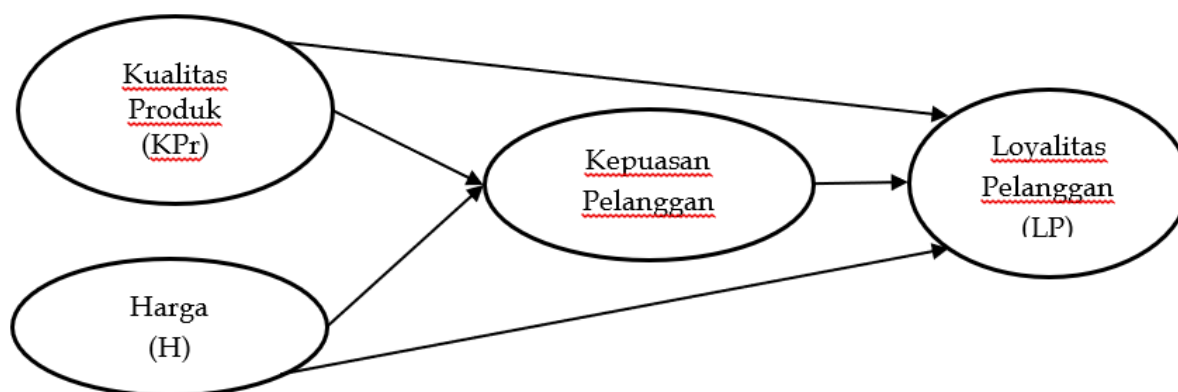 Kualitas
Produk
(KPr)
Kepuasan
Pelanggan
Loyalitas
Pelanggan
(LP)
Harga
(H)